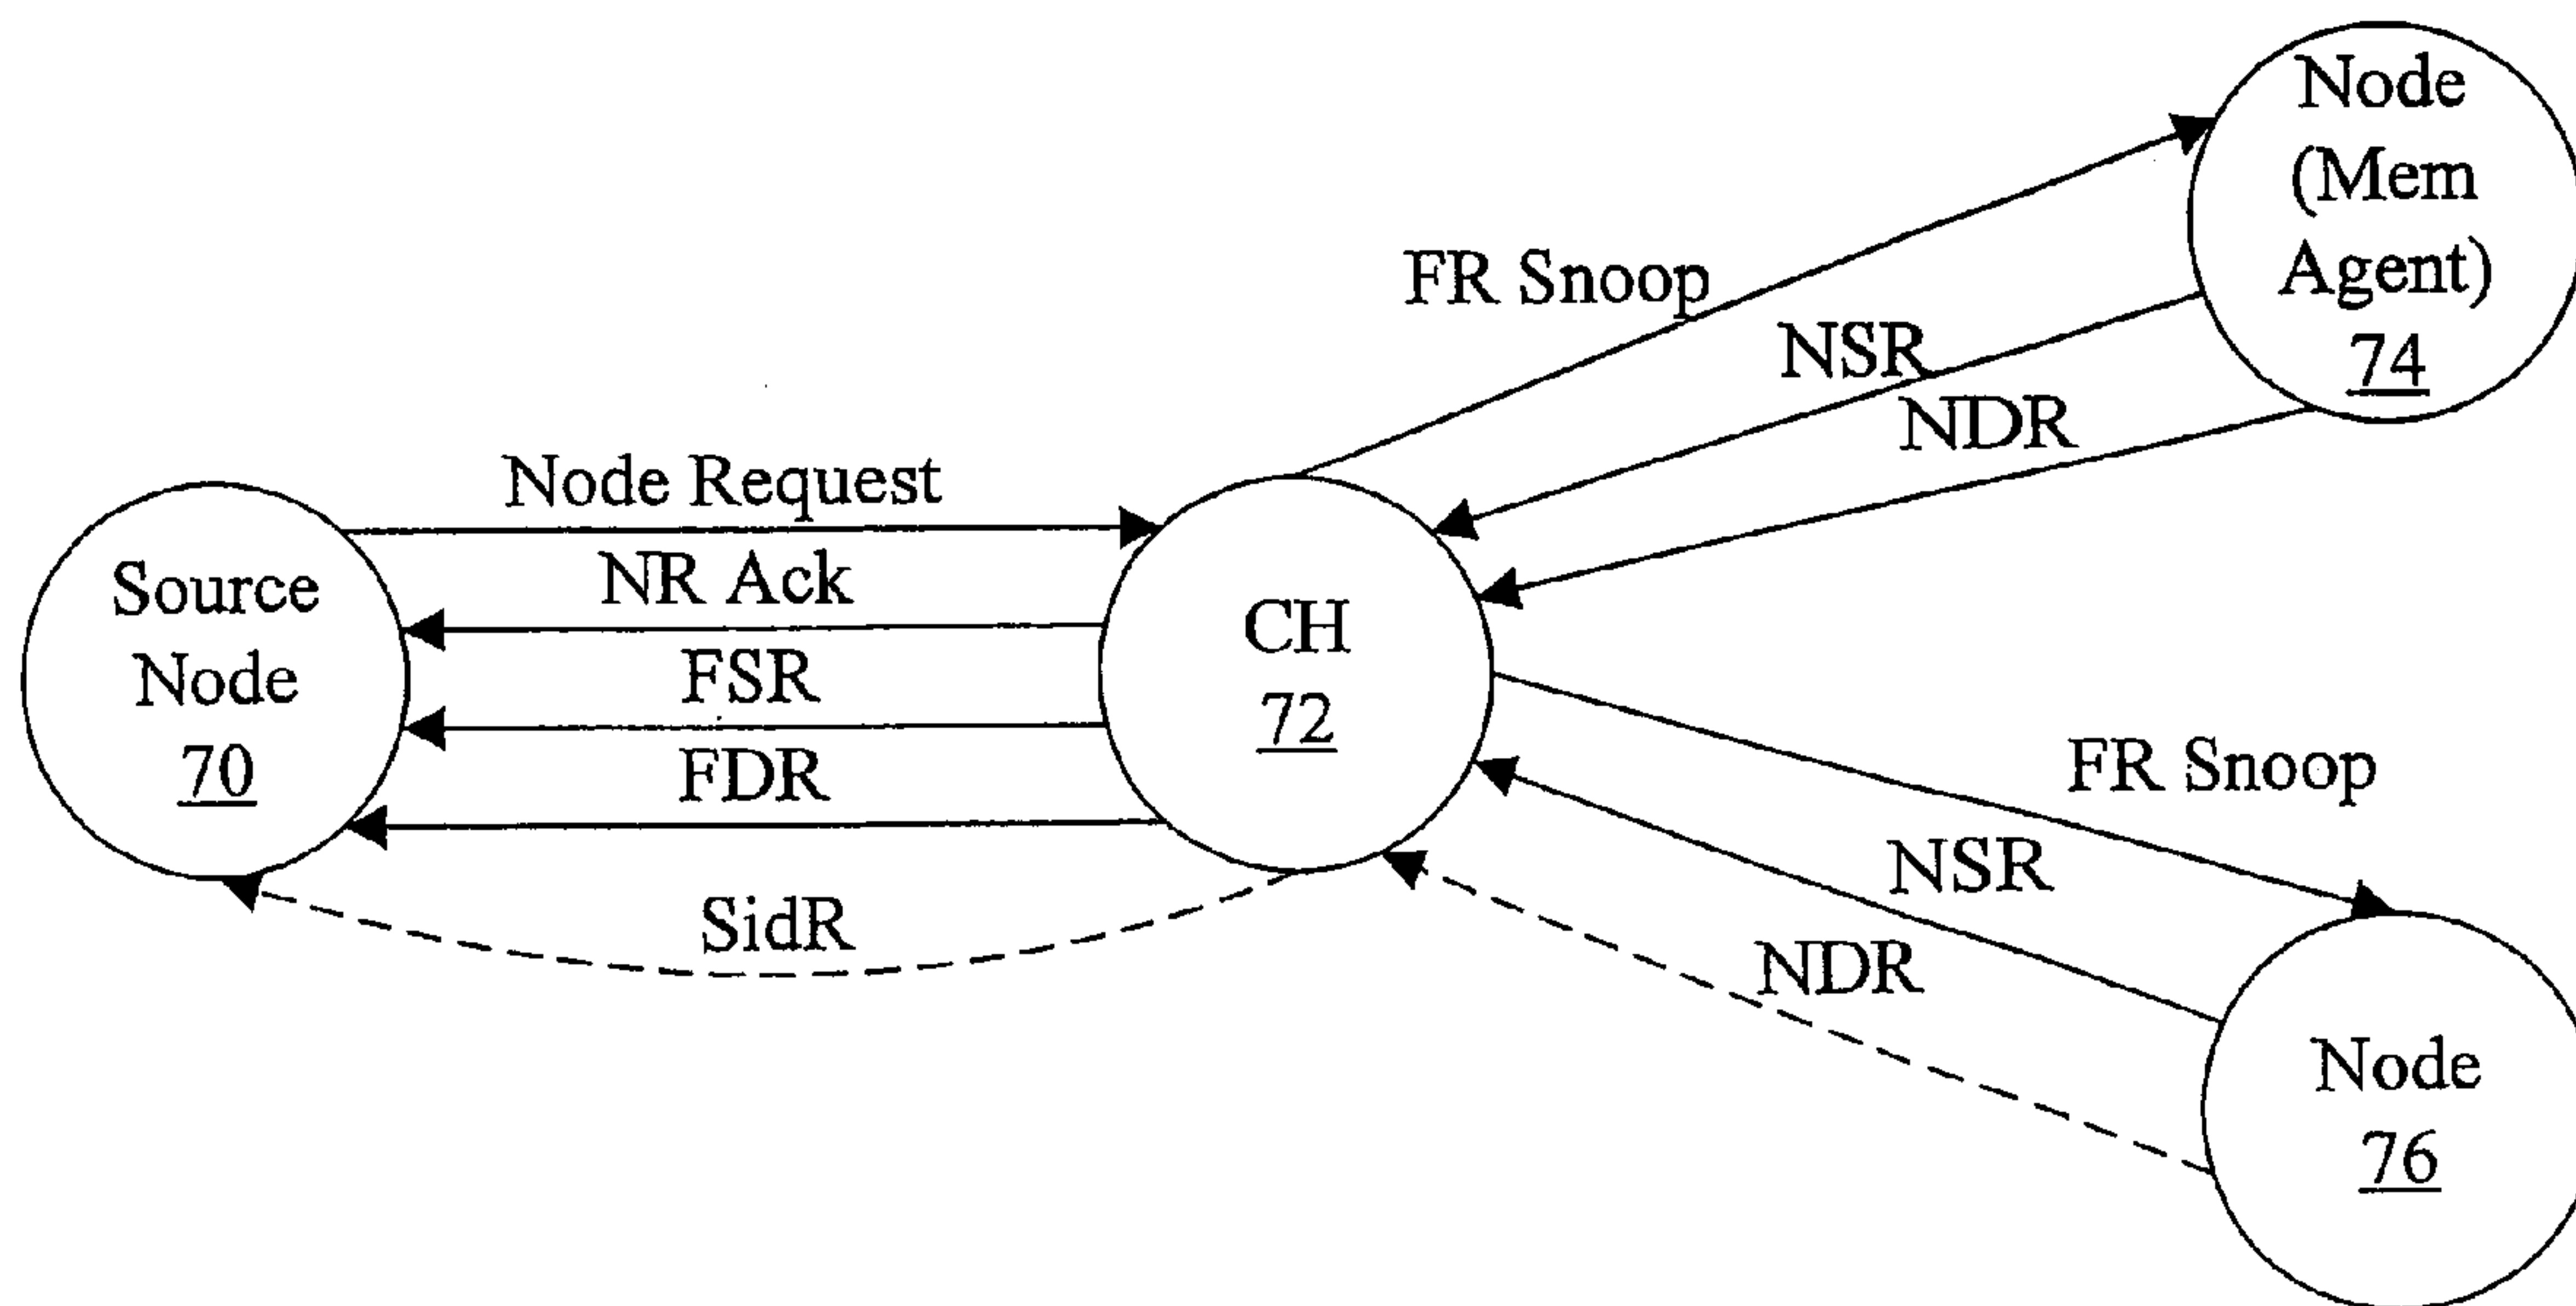 Node
(Mem
Agent)
74
FR Snoop
NSR
NDR
Node Request
NR Ack
FSR
FDR
SidR
Source
Node
70
CH
72
FR Snoop
NSR
NDR
Node
76